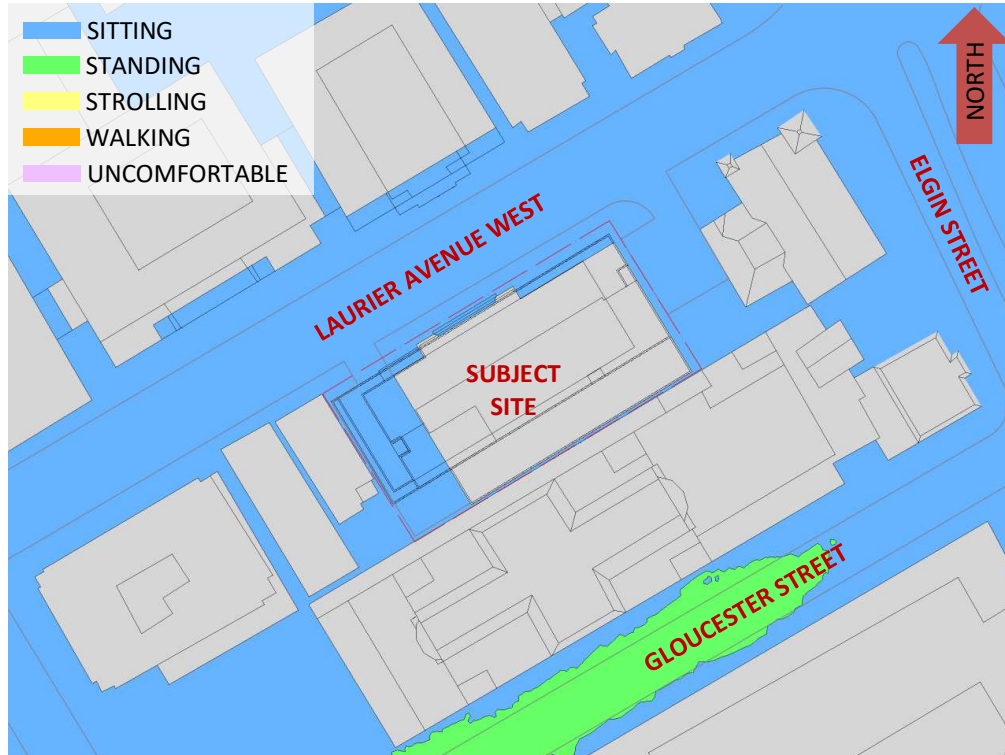 SITTING
STANDING
STROLLING
WALKING
UNCOMFORTABLE
NORTH
ELGIN STREET
LAURIER AVENUE WEST
SUBJECT
SITE
GLOUCESTER STREET